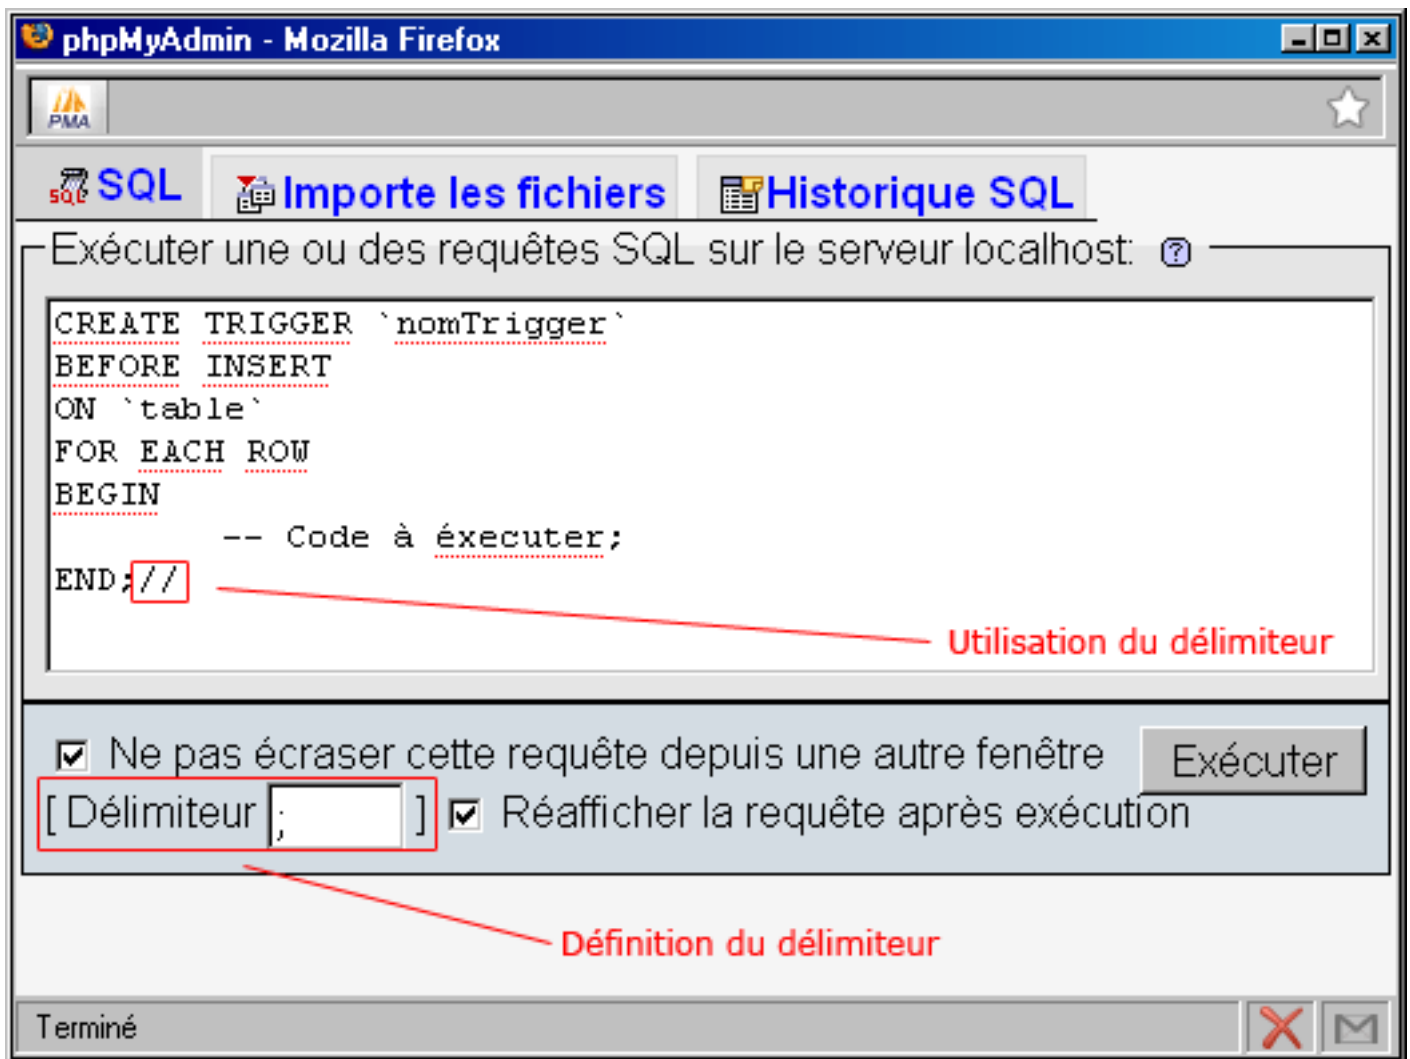 phpMyAdmin - Mozilla Firefox
PMA
SQL Importe les fichiers Historique SQL
Exécuter une ou des requêtes SQL sur le serveur localhost:
CREATE TRIGGER `nomTrigger`
BEFORE INSERT
ON `table`
FOR EACH ROW
BEGIN
-- Code à éxecuter;
END;//
Utilisation du délimiteur
Ne pas écraser cette requête depuis une autre fenêtre
Exécuter
[ Délimiteur ; ] Réafficher la requête après exécution
Définition du délimiteur
Terminé